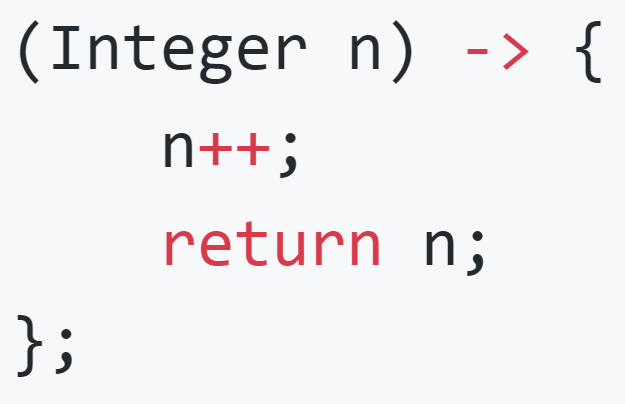 (Integer n) -> {
    n++;
    return n;
};